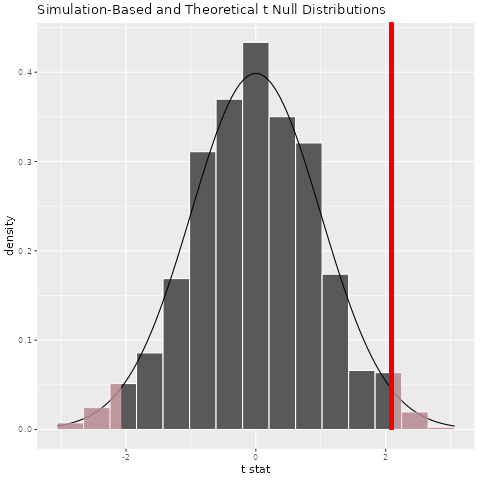 Simulation-Based and Theoretical t Null Distributions
0.4
0.3
0.2
0.1
0.0
density
-2
0
2
t stat